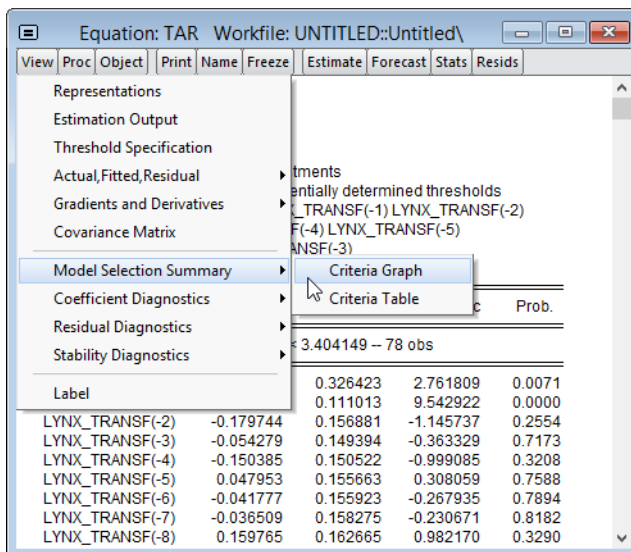 Equation: TAR Workfile: UNTITLED::Untitled\
View Proc Object Print Name Freeze Estimate Forecast Stats Resids
Representations
Estimation Output
Threshold Specification
Actual,Fitted,Residual
Gradients and Derivatives
Covariance Matrix
Model Selection Summary
Coefficient Diagnostics
Residual Diagnostics
Stability Diagnostics
Label
Criteria Graph
Criteria Table
tments
entially determined thresholds
_TRANSF(-1) LYNX_TRANSF(-2)
F(-4) LYNX_TRANSF(-5)
ANSF(-3)
c Prob.
< 3.404149 -- 78 obs
0.326423 2.761809 0.0071
0.111013 9.542922 0.0000
LYNX_TRANSF(-2) -0.179744 0.156881 -1.145737 0.2554
LYNX_TRANSF(-3) -0.054279 0.149394 -0.363329 0.7173
LYNX_TRANSF(-4) -0.150385 0.150522 -0.999085 0.3208
LYNX_TRANSF(-5) 0.047953 0.155663 0.308059 0.7588
LYNX_TRANSF(-6) -0.041777 0.155923 -0.267935 0.7894
LYNX_TRANSF(-7) -0.036509 0.158275 -0.230671 0.8182
LYNX_TRANSF(-8) 0.159765 0.162665 0.982170 0.3290